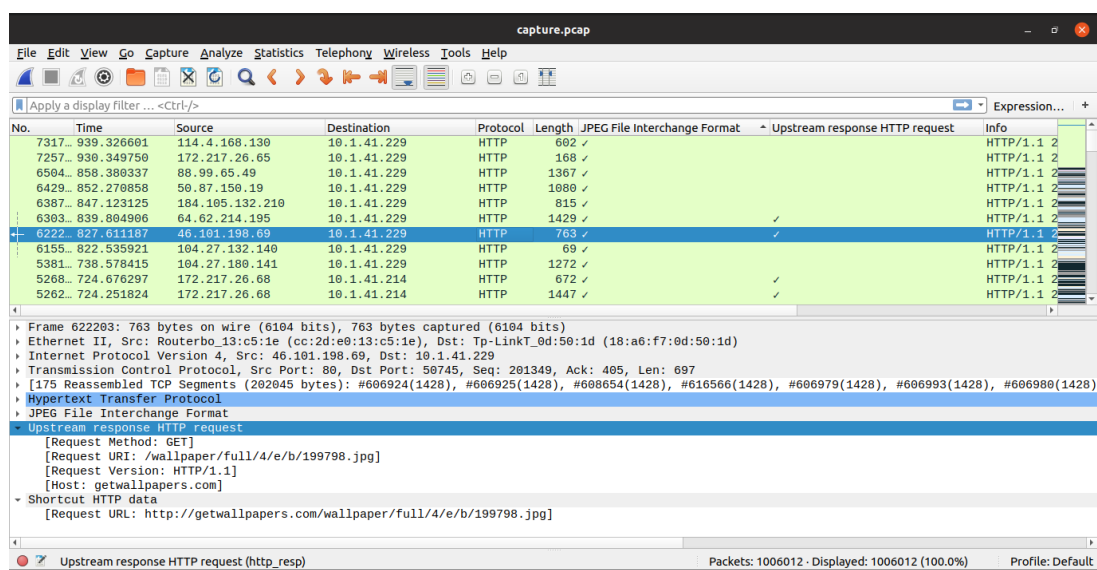 capture.pcap
File Edit View Go Capture Analyze Statistics Telephony Wireless Tools Help
Apply a display filter … <Ctrl-/> Expression… +
No. Time Source Destination Protocol Length JPEG File Interchange Format Upstream response HTTP request Info
7317… 939.326601 114.4.168.130 10.1.41.229 HTTP 602 ✓ HTTP/1.1 2
7257… 930.349750 172.217.26.65 10.1.41.229 HTTP 168 ✓ HTTP/1.1 2
6504… 858.380337 88.99.65.49 10.1.41.229 HTTP 1367 ✓ HTTP/1.1 2
6429… 852.270858 50.87.150.19 10.1.41.229 HTTP 1080 ✓ HTTP/1.1 2
6387… 847.123125 184.105.132.210 10.1.41.229 HTTP 815 ✓ HTTP/1.1 2
6303… 839.804906 64.62.214.195 10.1.41.229 HTTP 1429 ✓ ✓ HTTP/1.1 2
6222… 827.611187 46.101.198.69 10.1.41.229 HTTP 763 ✓ ✓ HTTP/1.1 2
6155… 822.535921 104.27.132.140 10.1.41.229 HTTP 69 ✓ HTTP/1.1 2
5381… 738.578415 104.27.180.141 10.1.41.229 HTTP 1272 ✓ HTTP/1.1 2
5268… 724.676297 172.217.26.68 10.1.41.214 HTTP 672 ✓ ✓ HTTP/1.1 2
5262… 724.251824 172.217.26.68 10.1.41.214 HTTP 1447 ✓ ✓ HTTP/1.1 2
Frame 622203: 763 bytes on wire (6104 bits), 763 bytes captured (6104 bits)
Ethernet II, Src: Routerbo_13:c5:1e (cc:2d:e0:13:c5:1e), Dst: Tp-LinkT_0d:50:1d (18:a6:f7:0d:50:1d)
Internet Protocol Version 4, Src: 46.101.198.69, Dst: 10.1.41.229
Transmission Control Protocol, Src Port: 80, Dst Port: 50745, Seq: 201349, Ack: 405, Len: 697
[175 Reassembled TCP Segments (202045 bytes): #606924(1428), #606925(1428), #608654(1428), #616566(1428), #606979(1428), #606993(1428), #606980(1428)
Hypertext Transfer Protocol
JPEG File Interchange Format
Upstream response HTTP request
[Request Method: GET]
[Request URI: /wallpaper/full/4/e/b/199798.jpg]
[Request Version: HTTP/1.1]
[Host: getwallpapers.com]
Shortcut HTTP data
[Request URL: http://getwallpapers.com/wallpaper/full/4/e/b/199798.jpg]
Upstream response HTTP request (http_resp) Packets: 1006012 · Displayed: 1006012 (100.0%) Profile: Default